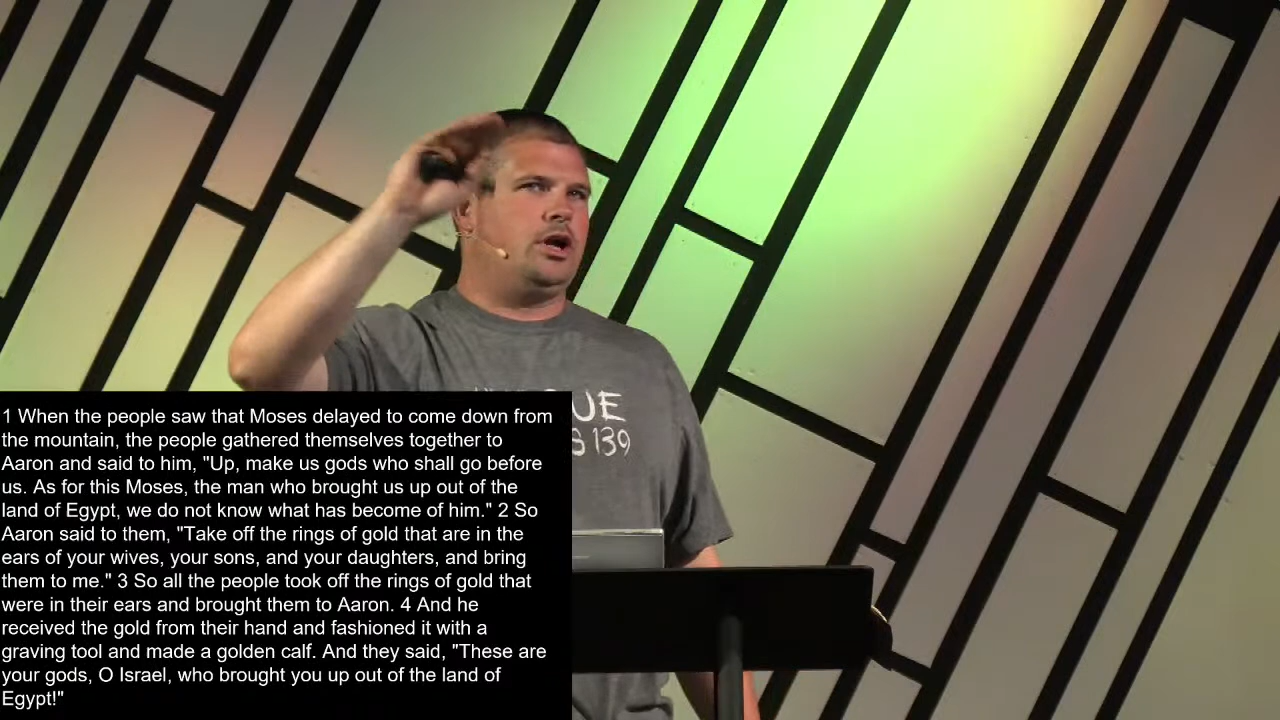 UE
139
1 When the people saw that Moses delayed to come down from
the mountain, the people gathered themselves together to
Aaron and said to him, "Up, make us gods who shall go before
us. As for this Moses, the man who brought us up out of the
land of Egypt, we do not know what has become of him." 2 So
Aaron said to them, "Take off the rings of gold that are in the
ears of your wives, your sons, and your daughters, and bring
them to me." 3 So all the people took off the rings of gold that
were in their ears and brought them to Aaron. 4 And he
received the gold from their hand and fashioned it with a
graving tool and made a golden calf. And they said, "These are
your gods, O Israel, who brought you up out of the land of
Egypt!"